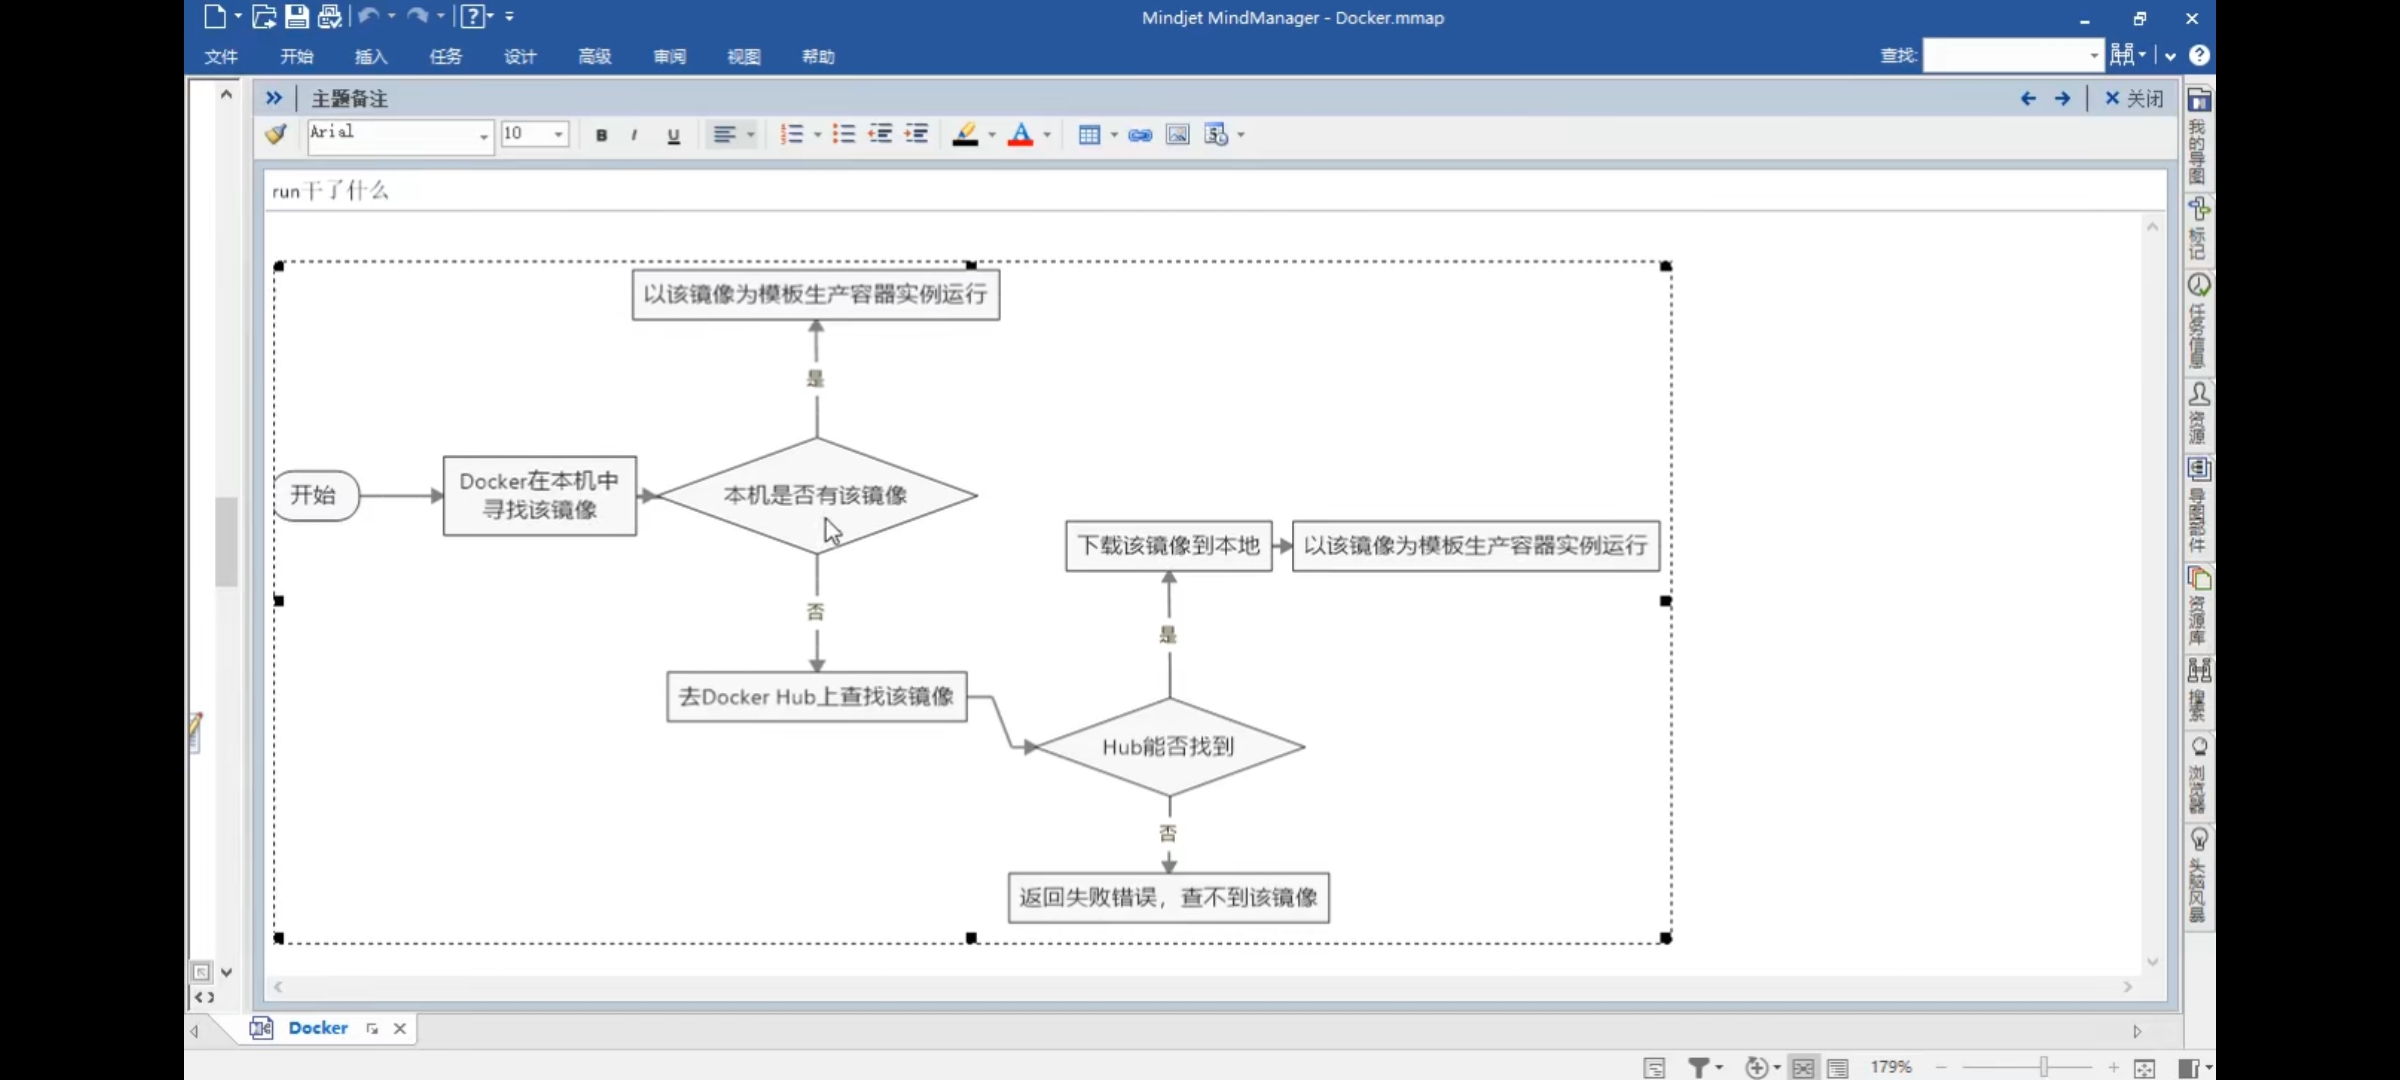 Mindjet MindManager - Docker.mmap
文件 开始 插入 任务 设计 高级 审阅 视图 帮助
查找:
主题备注
关闭
Arial
10
B I U
run干了什么
以该镜像为模板生产容器实例运行
是
开始
Docker在本机中
寻找该镜像
本机是否有该镜像
下载该镜像到本地
以该镜像为模板生产容器实例运行
否
是
去Docker Hub上查找该镜像
Hub能否找到
否
返回失败错误，查不到该镜像
我的导图
标记
任务信息
资源
导图部件
资源库
搜索
浏览器
头脑风暴
Docker
179%